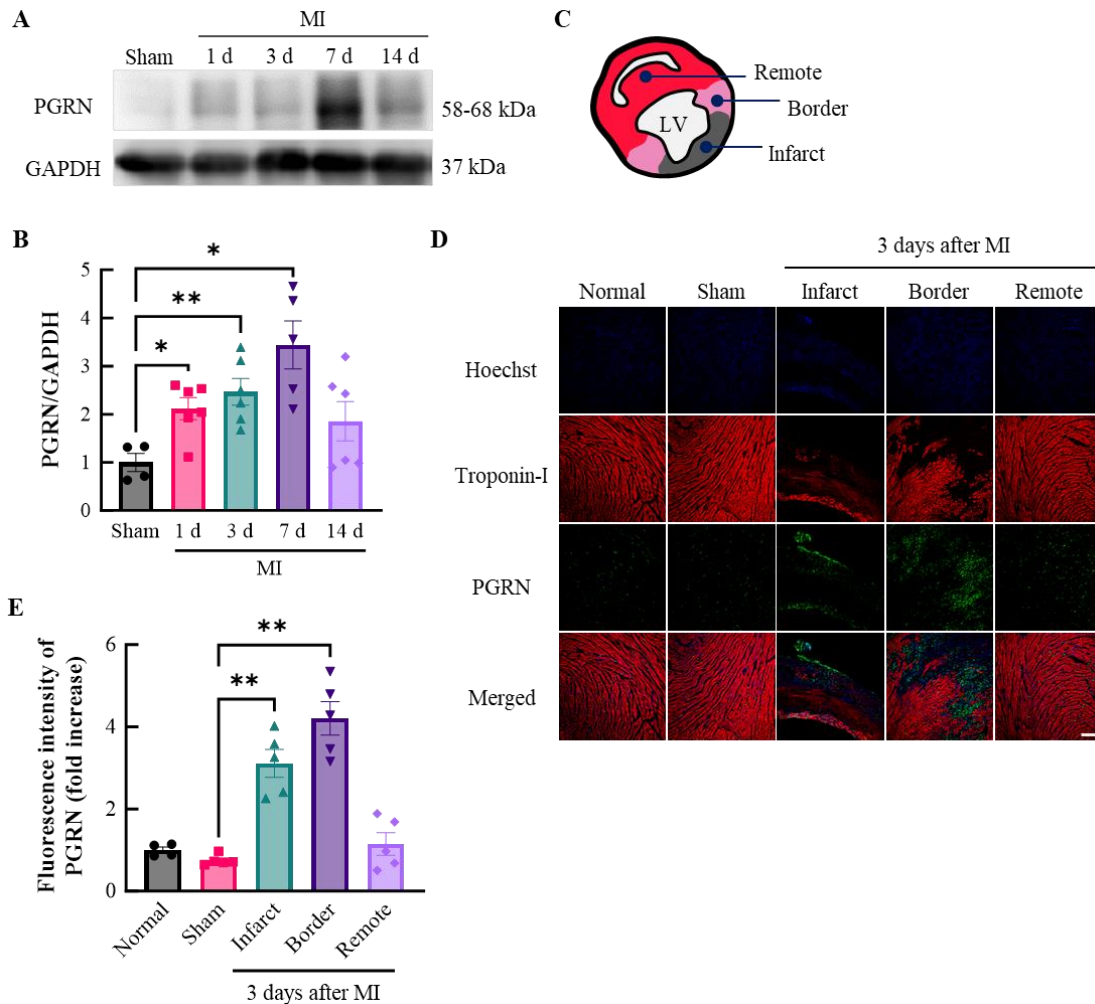 A
MI
Sham 1 d 3 d 7 d 14 d
PGRN 58-68 kDa
GAPDH 37 kDa
C
Remote
Border
LV
Infarct
B
PGRN/GAPDH
5
4
3
2
1
0
*
**
*
Sham 1 d 3 d 7 d 14 d
MI
D
3 days after MI
Normal Sham Infarct Border Remote
Hoechst
Troponin-I
PGRN
Merged
E
Fluorescence intensity of
PGRN (fold increase)
6
4
2
0
**
**
Normal Sham Infarct Border Remote
3 days after MI